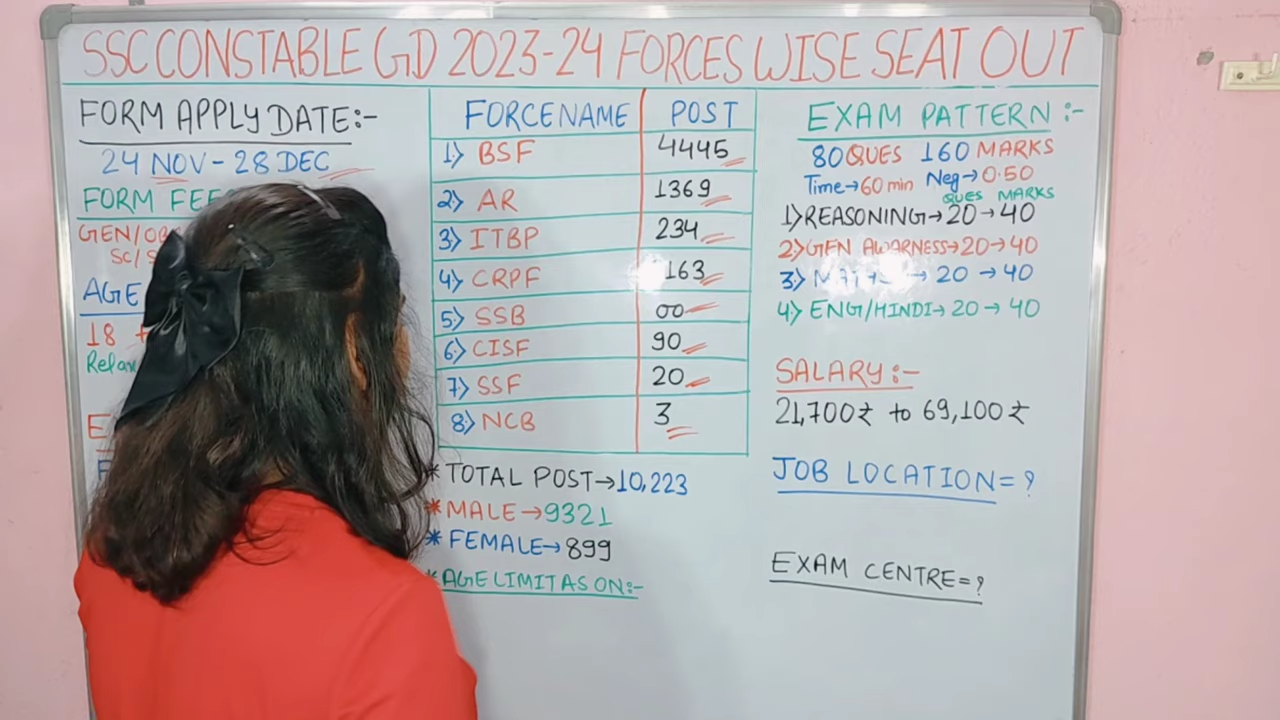 SSC CONSTABLE GD 2023-24 FORCES WISE SEAT OUT
FORM APPLY DATE:-
24 NOV - 28 DEC
FORM FEE
GEN/OB
SC/S
AGE
18 +
Relax
E
F
FORCE NAME POST
1> BSF 4445
2> AR 1369
3> ITBP 234
4> CRPF 163
5> SSB 00
6> CISF 90
7> SSF 20
8> NCB 3
*TOTAL POST→10,223
*MALE→9321
*FEMALE→899
*AGE LIMIT AS ON:-
EXAM PATTERN:-
80 QUES 160 MARKS
Time→60 min Neg→0.50
QUES MARKS
1>REASONING→20→40
2>GEN AWARNESS→20→40
3> → 20 → 40
4> ENG/HINDI→20→40
SALARY:-
21,700₹ to 69,100₹
JOB LOCATION=?
EXAM CENTRE=?